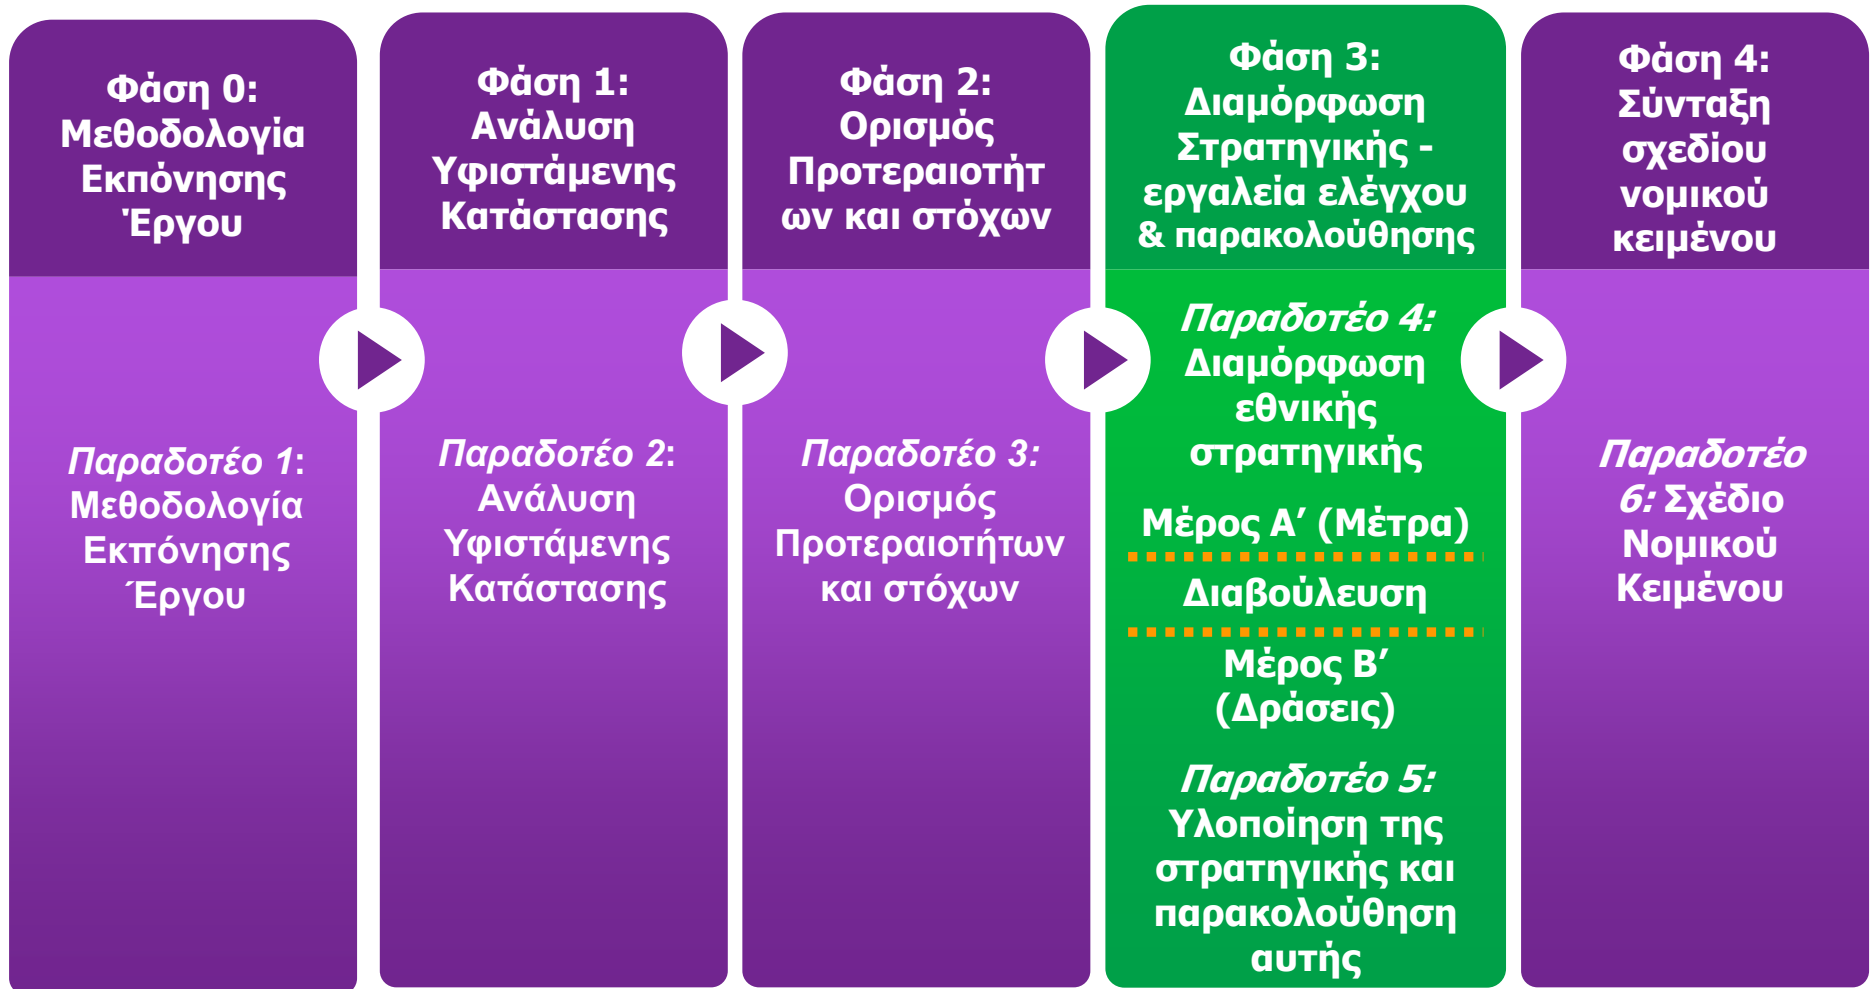 Φάση 0:
Μεθοδολογία
Εκπόνησης
Έργου
Παραδοτέο 1:
Μεθοδολογία
Εκπόνησης
Έργου
Φάση 1:
Ανάλυση
Υφιστάμενης
Κατάστασης
Παραδοτέο 2:
Ανάλυση
Υφιστάμενης
Κατάστασης
Φάση 2:
Ορισμός
Προτεραιοτήτ
ων και στόχων
Παραδοτέο 3:
Ορισμός
Προτεραιοτήτων
και στόχων
Φάση 3:
Διαμόρφωση
Στρατηγικής -
εργαλεία ελέγχου
& παρακολούθησης
Παραδοτέο 4:
Διαμόρφωση
εθνικής
στρατηγικής
Μέρος Α’ (Μέτρα)
Διαβούλευση
Μέρος Β’
(Δράσεις)
Παραδοτέο 5:
Υλοποίηση της
στρατηγικής και
παρακολούθηση
αυτής
Φάση 4:
Σύνταξη
σχεδίου
νομικού
κειμένου
Παραδοτέο
6: Σχέδιο
Νομικού
Κειμένου